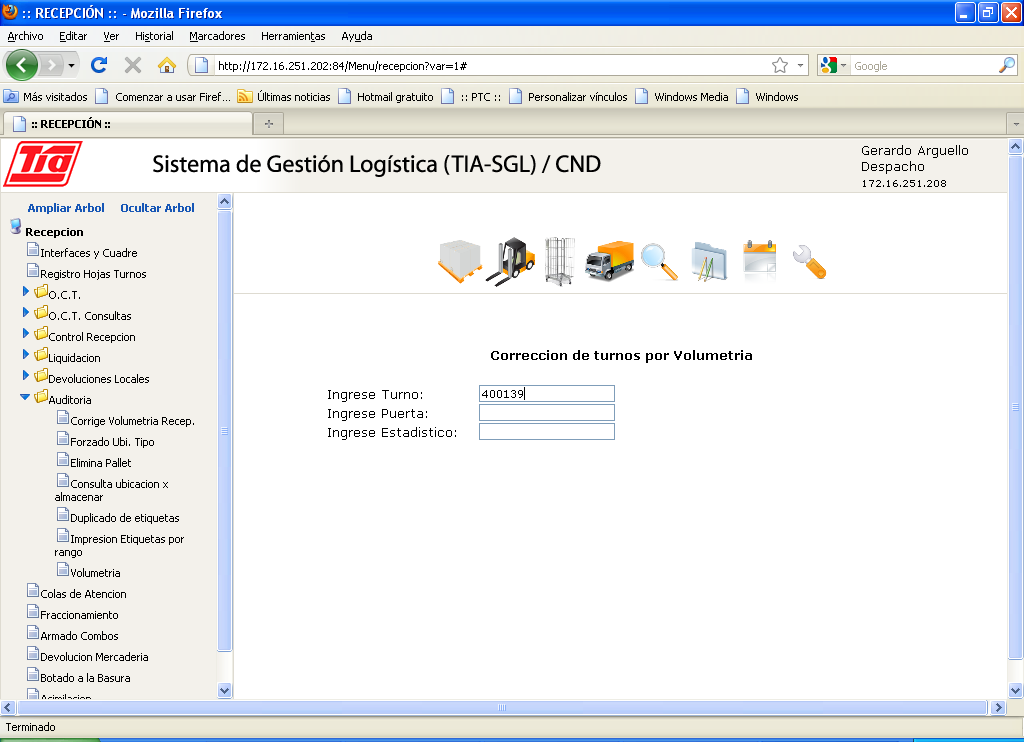 :: RECEPCIÓN :: - Mozilla Firefox
Archivo Editar Ver Historial Marcadores Herramientas Ayuda
http://172.16.251.202:84/Menu/recepcion?var=1#
Google
Más visitados Comenzar a usar Firef... Últimas noticias Hotmail gratuito :: PTC :: Personalizar vínculos Windows Media Windows
:: RECEPCIÓN ::
Tia
Sistema de Gestión Logística (TIA-SGL) / CND
Gerardo Arguello
Despacho
172.16.251.208
Ampliar Arbol Ocultar Arbol
Recepcion
Interfaces y Cuadre
Registro Hojas Turnos
O.C.T.
O.C.T. Consultas
Control Recepcion
Liquidacion
Devoluciones Locales
Auditoria
Corrige Volumetria Recep.
Forzado Ubi. Tipo
Elimina Pallet
Consulta ubicacion x
almacenar
Duplicado de etiquetas
Impresion Etiquetas por
rango
Volumetria
Colas de Atencion
Fraccionamiento
Armado Combos
Devolucion Mercaderia
Botado a la Basura
Asimilacion
Correccion de turnos por Volumetria
Ingrese Turno: 400139
Ingrese Puerta:
Ingrese Estadistico:
Terminado